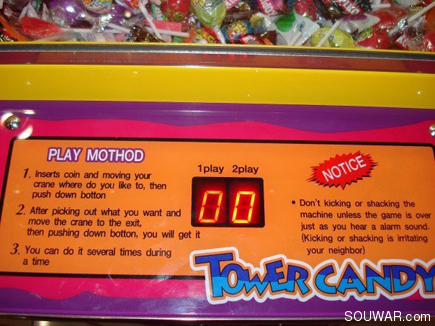 PLAY MOTHOD
1. Inserts coin and moving your
crane where do you like to, then
push down botton
2. After picking out what you want and
move the crane to the exit,
then pushing down botton, you will get it
3. You can do it several times during
a time
1play 2play
00
NOTICE
• Don't kicking or shacking the
machine unless the game is over
just as you hear a alarm sound.
(Kicking or shacking is irritating
your neighbor)
TOWER CANDY
SOUWAR.com